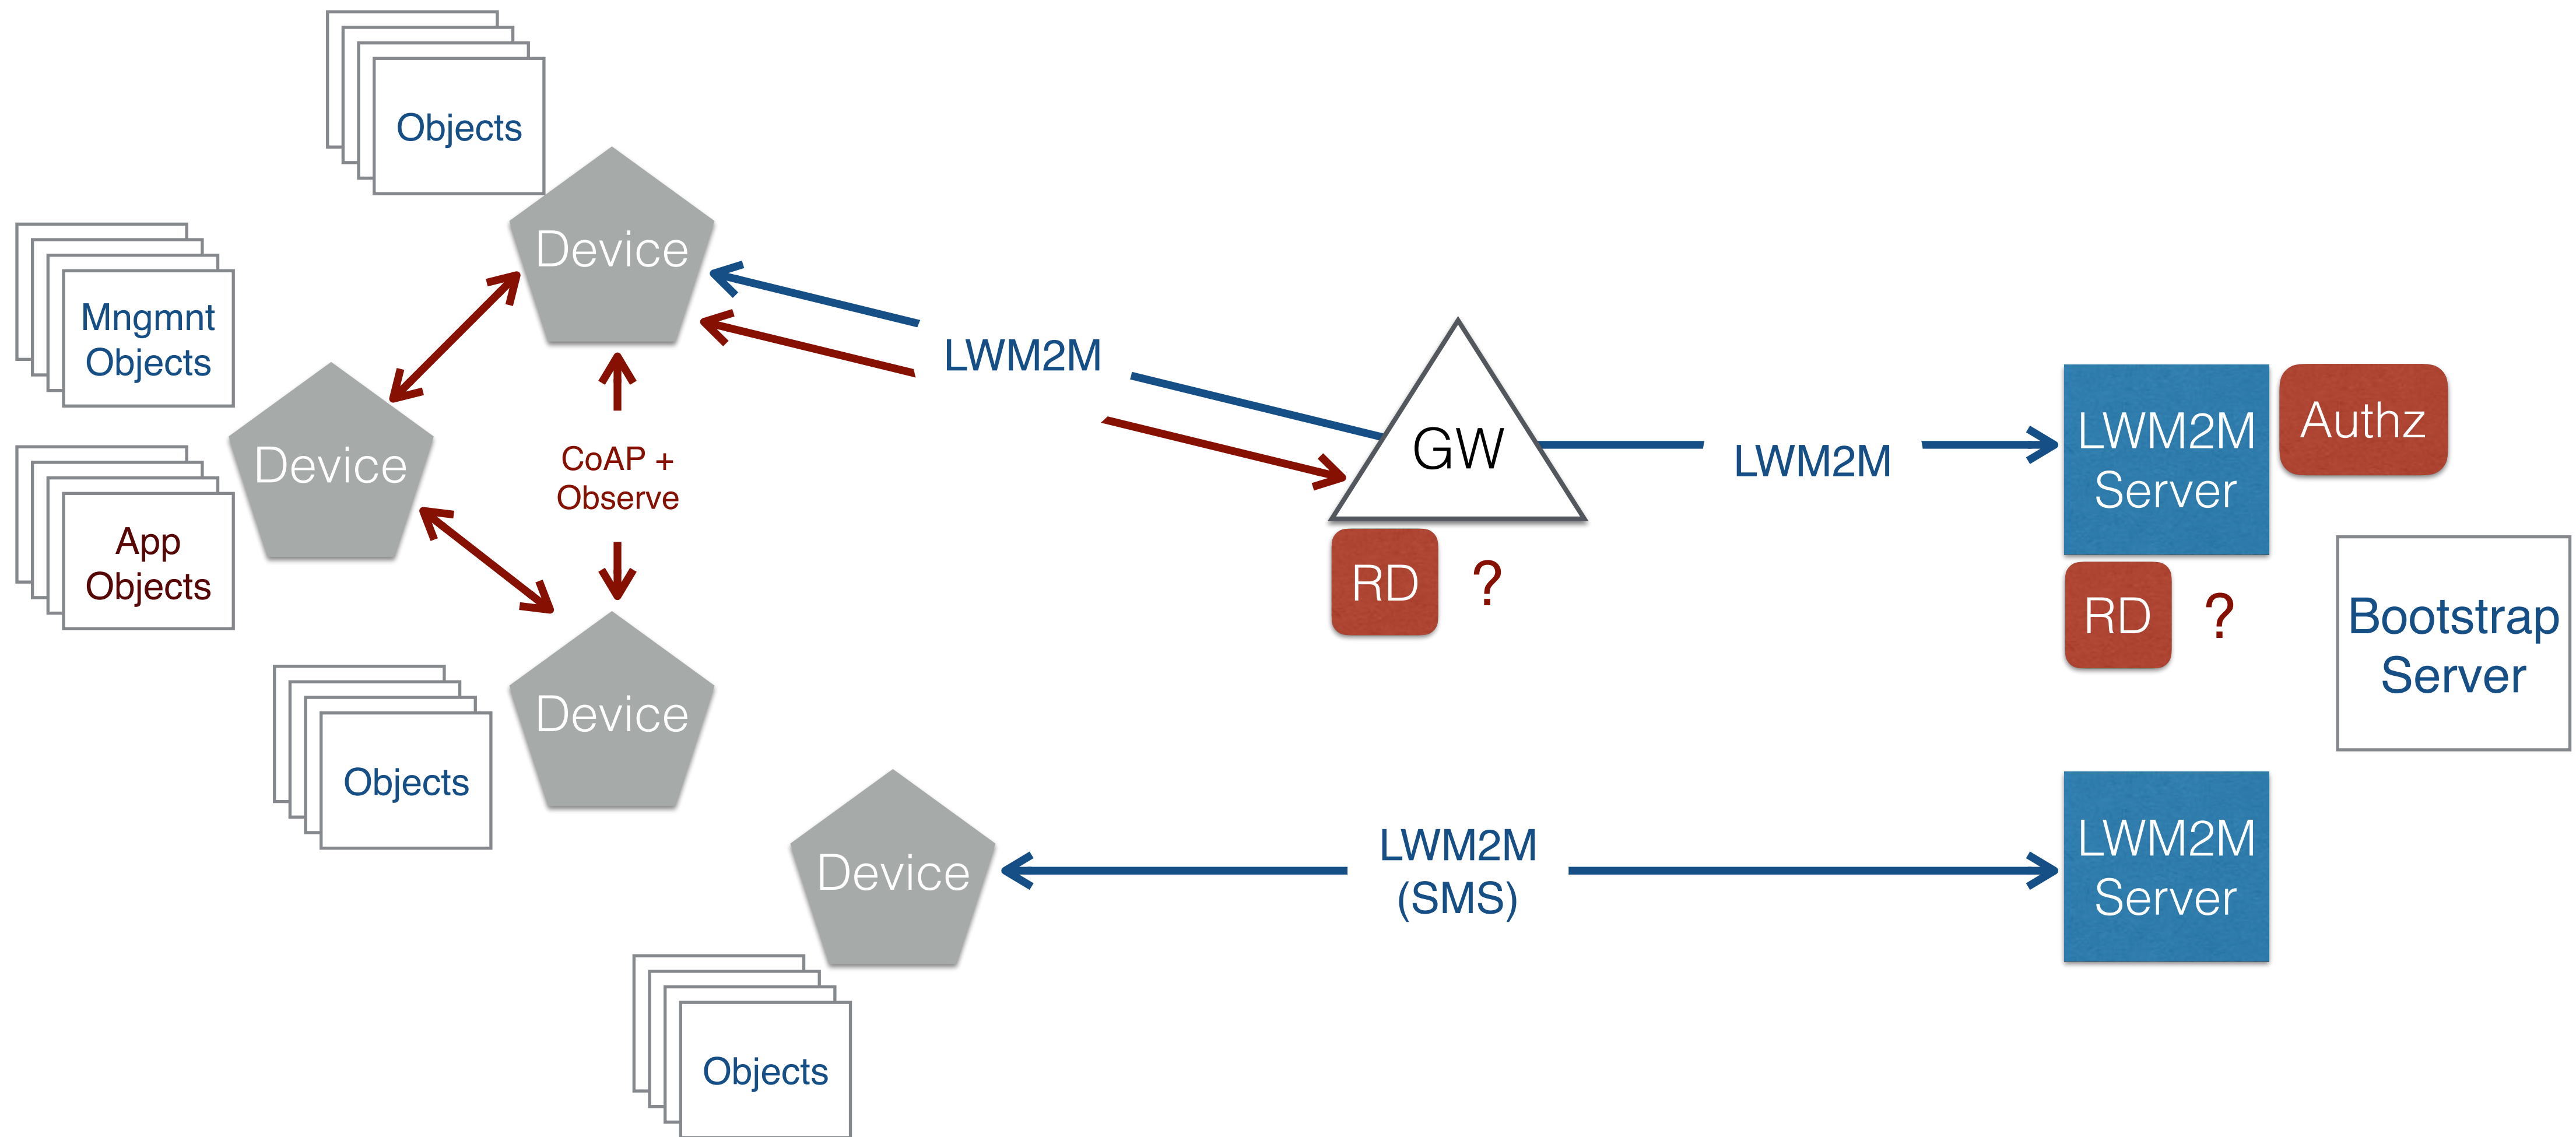 Objects
Device
Mngmnt
Objects
LWM2M
Device
CoAP +
Observe
GW
LWM2M
LWM2M
Server
Authz
App
Objects
RD
?
RD
?
Bootstrap
Server
Device
Objects
Device
LWM2M
(SMS)
LWM2M
Server
Objects